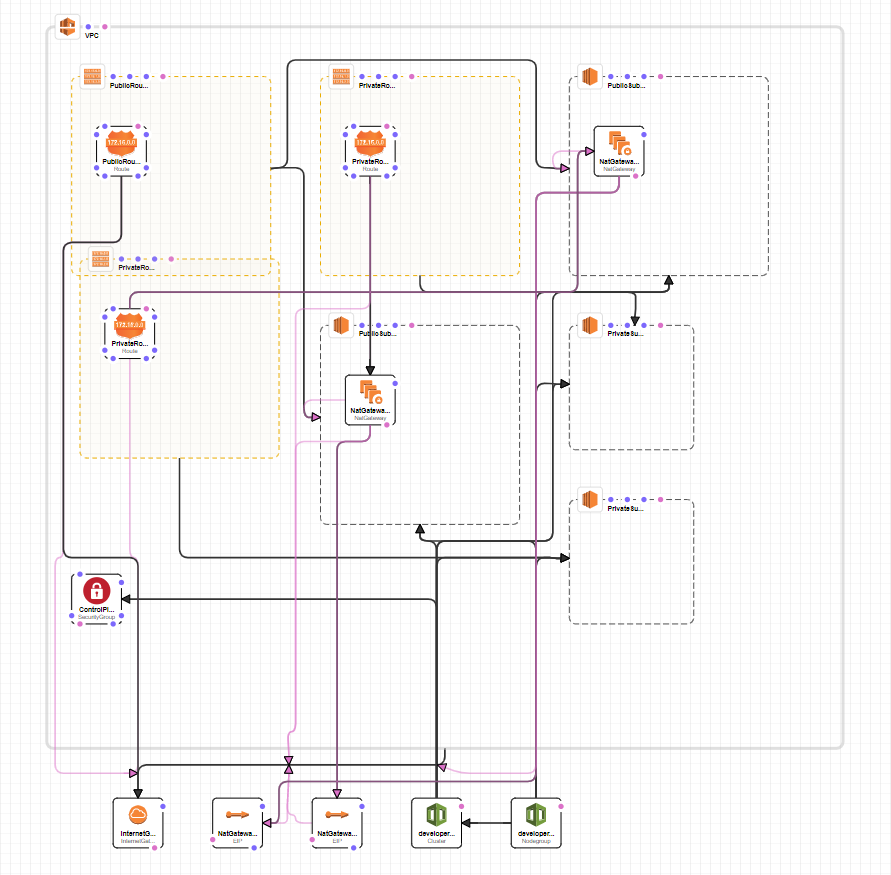 VPC
PublicRou...
PrivateRo...
PublicSub...
172.16.0.0
PublicRou...
Route
172.16.0.0
PrivateRo...
Route
NatGatewa...
NatGateway
PrivateRo...
172.16.0.0
PrivateRo...
Route
PublicSub...
PrivateSu...
NatGatewa...
NatGateway
PrivateSu...
ControlPl...
SecurityGroup
InternetG...
InternetGat...
NatGatewa...
EIP
NatGatewa...
EIP
developer...
Cluster
developer...
Nodegroup